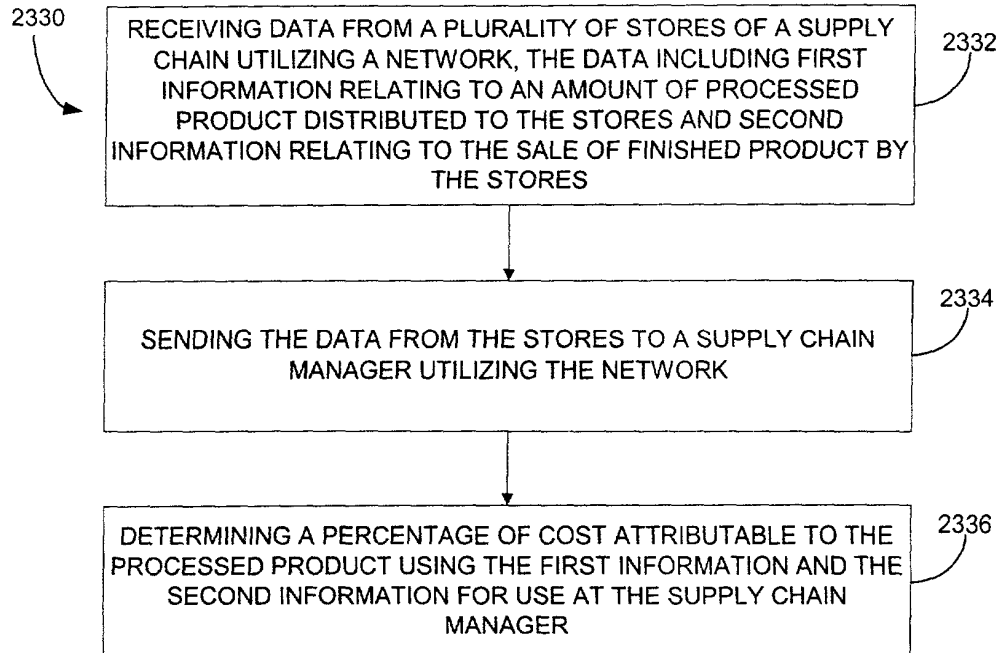 2330
RECEIVING DATA FROM A PLURALITY OF STORES OF A SUPPLY
CHAIN UTILIZING A NETWORK, THE DATA INCLUDING FIRST
INFORMATION RELATING TO AN AMOUNT OF PROCESSED
PRODUCT DISTRIBUTED TO THE STORES AND SECOND
INFORMATION RELATING TO THE SALE OF FINISHED PRODUCT BY
THE STORES
2332
SENDING THE DATA FROM THE STORES TO A SUPPLY CHAIN
MANAGER UTILIZING THE NETWORK
2334
DETERMINING A PERCENTAGE OF COST ATTRIBUTABLE TO THE
PROCESSED PRODUCT USING THE FIRST INFORMATION AND THE
SECOND INFORMATION FOR USE AT THE SUPPLY CHAIN
MANAGER
2336